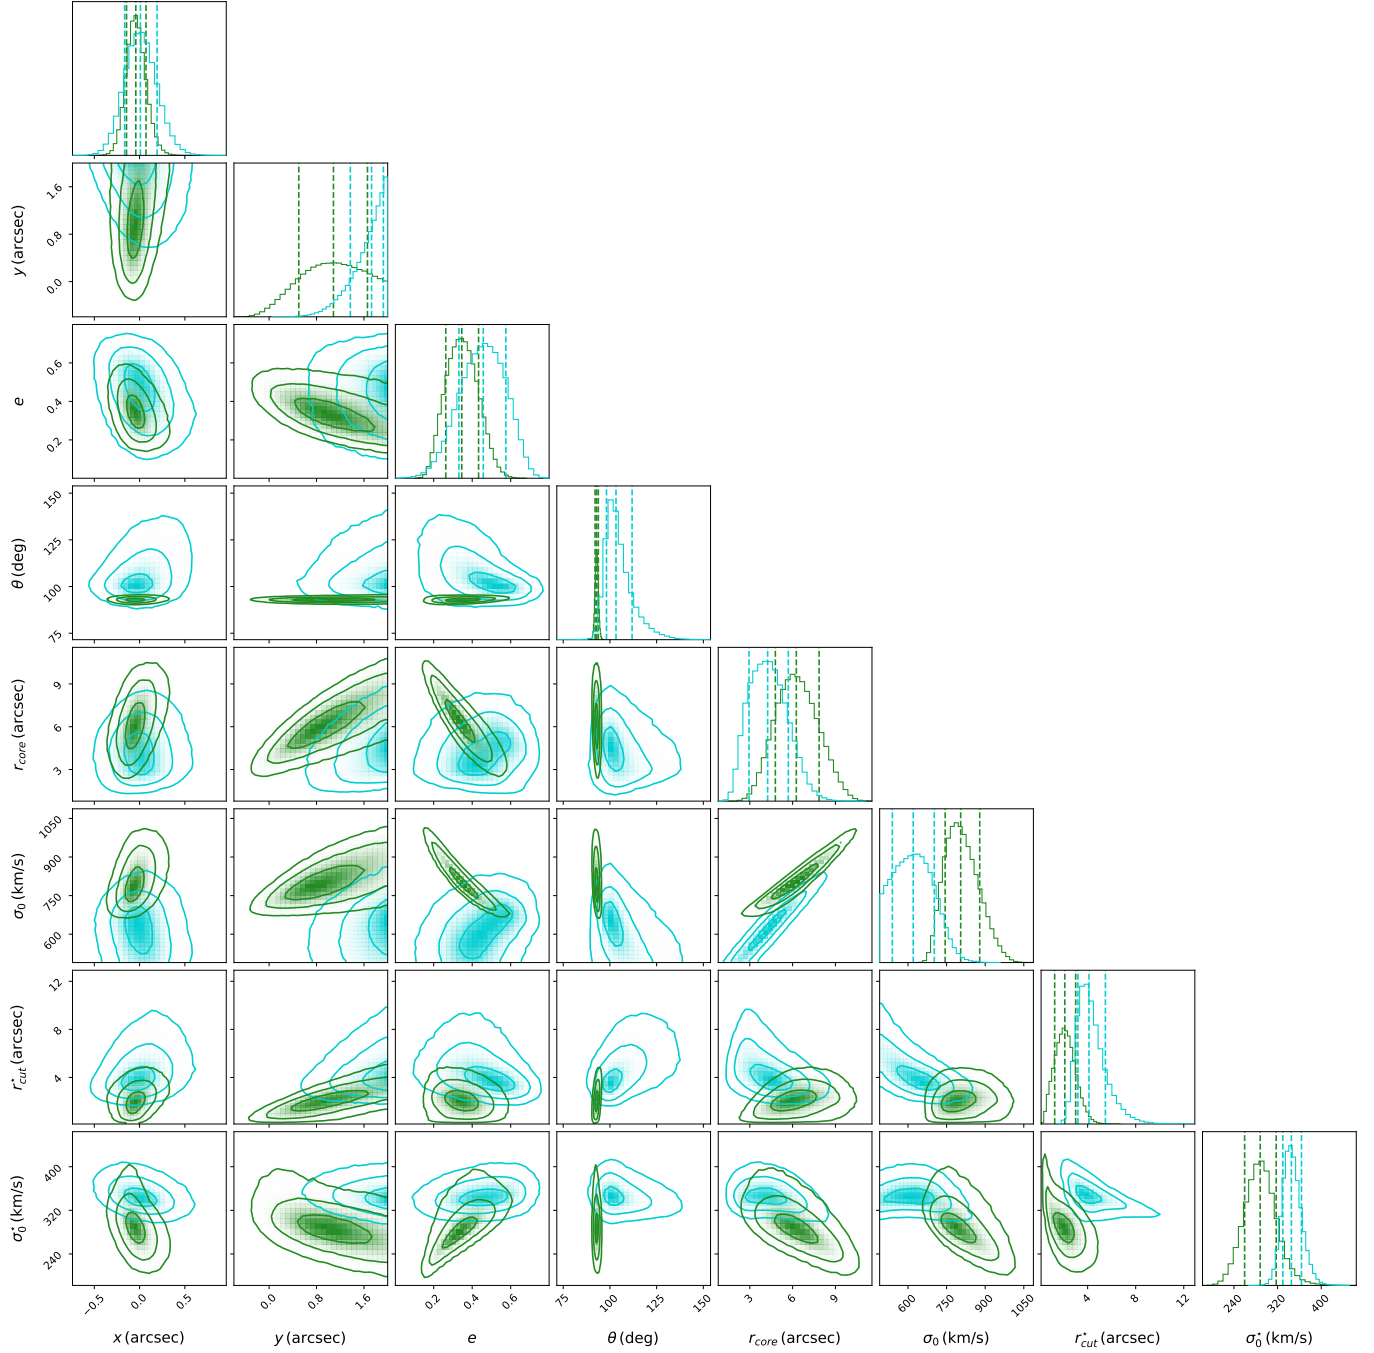 y (arcsec)
1.6
0.8
0.0
e
0.6
0.4
0.2
θ (deg)
150
125
100
75
r_core (arcsec)
9
6
3
σ₀ (km/s)
1050
900
750
600
r*_cut (arcsec)
12
8
4
σ*₀ (km/s)
400
320
240
−0.5 0.0 0.5 0.0 0.8 1.6 0.2 0.4 0.6 75 100 125 150 3 6 9 600 750 900 1050 4 8 12 240 320 400
x (arcsec) y (arcsec) e θ (deg) r_core (arcsec) σ₀ (km/s) r*_cut (arcsec) σ*₀ (km/s)